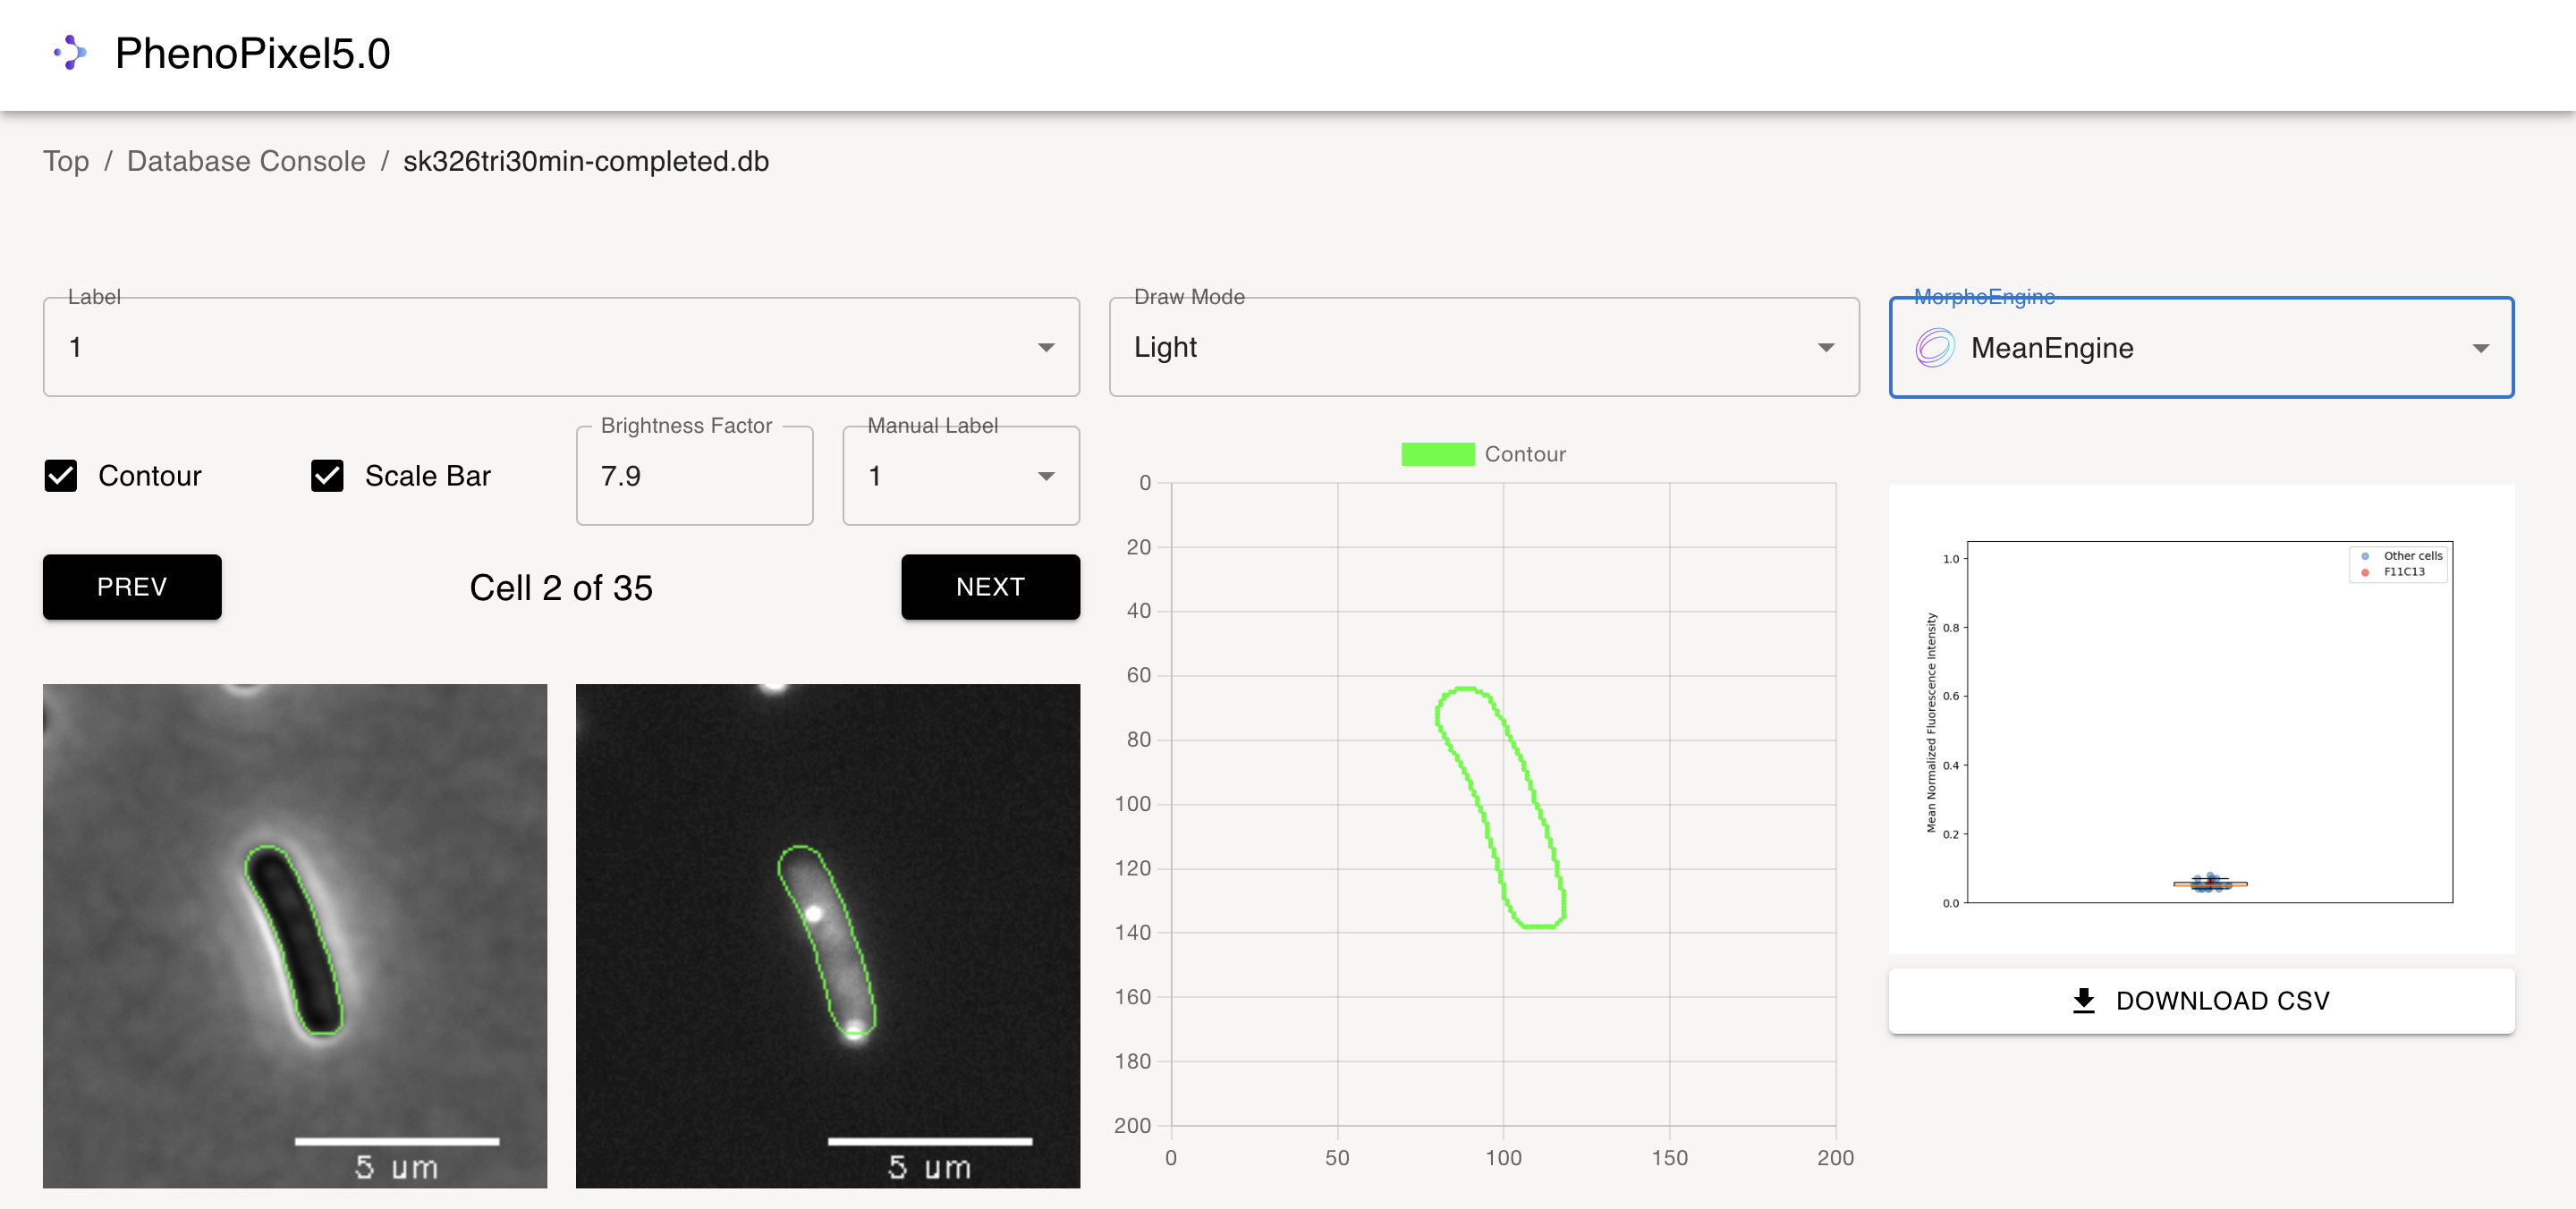 PhenoPixel5.0
Top / Database Console / sk326tri30min-completed.db
Label
1
Draw Mode
Light
MorphoEngine
MeanEngine
Contour
Scale Bar
Brightness Factor
7.9
Manual Label
1
PREV
Cell 2 of 35
NEXT
5 um
5 um
Contour
0
20
40
60
80
100
120
140
160
180
200
0 50 100 150 200
Other cells
F11C13
Mean Normalized Fluorescence Intensity
1.0
0.8
0.6
0.4
0.2
0.0
DOWNLOAD CSV